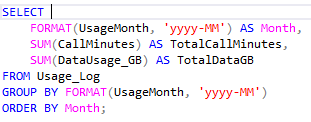 SELECT
FORMAT(UsageMonth, 'yyyy-MM') AS Month,
SUM(CallMinutes) AS TotalCallMinutes,
SUM(DataUsage_GB) AS TotalDataGB
FROM Usage_Log
GROUP BY FORMAT(UsageMonth, 'yyyy-MM')
ORDER BY Month;